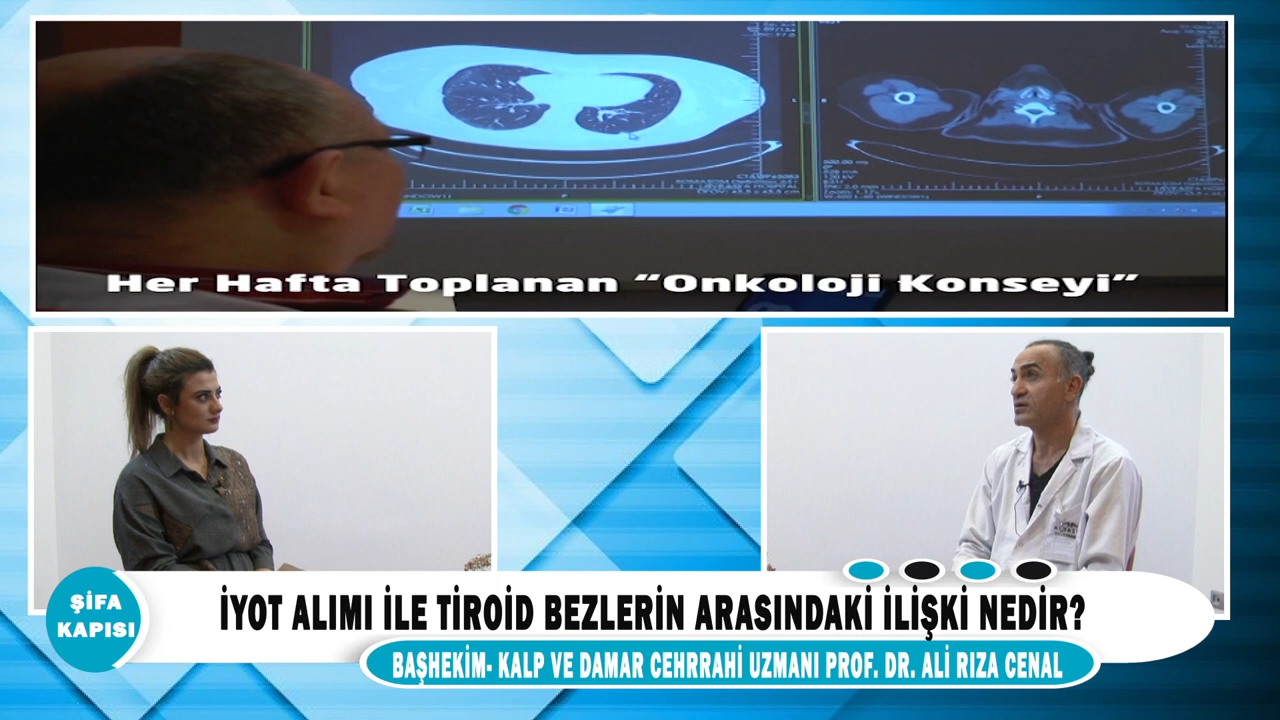 Her Hafta Toplanan “Onkoloji Konseyi”
ŞİFA
KAPISI
İYOT ALIMI İLE TİROİD BEZLERİN ARASINDAKİ İLİŞKİ NEDİR?
BAŞHEKİM- KALP VE DAMAR CEHRRAHİ UZMANI PROF. DR. ALİ RIZA CENAL